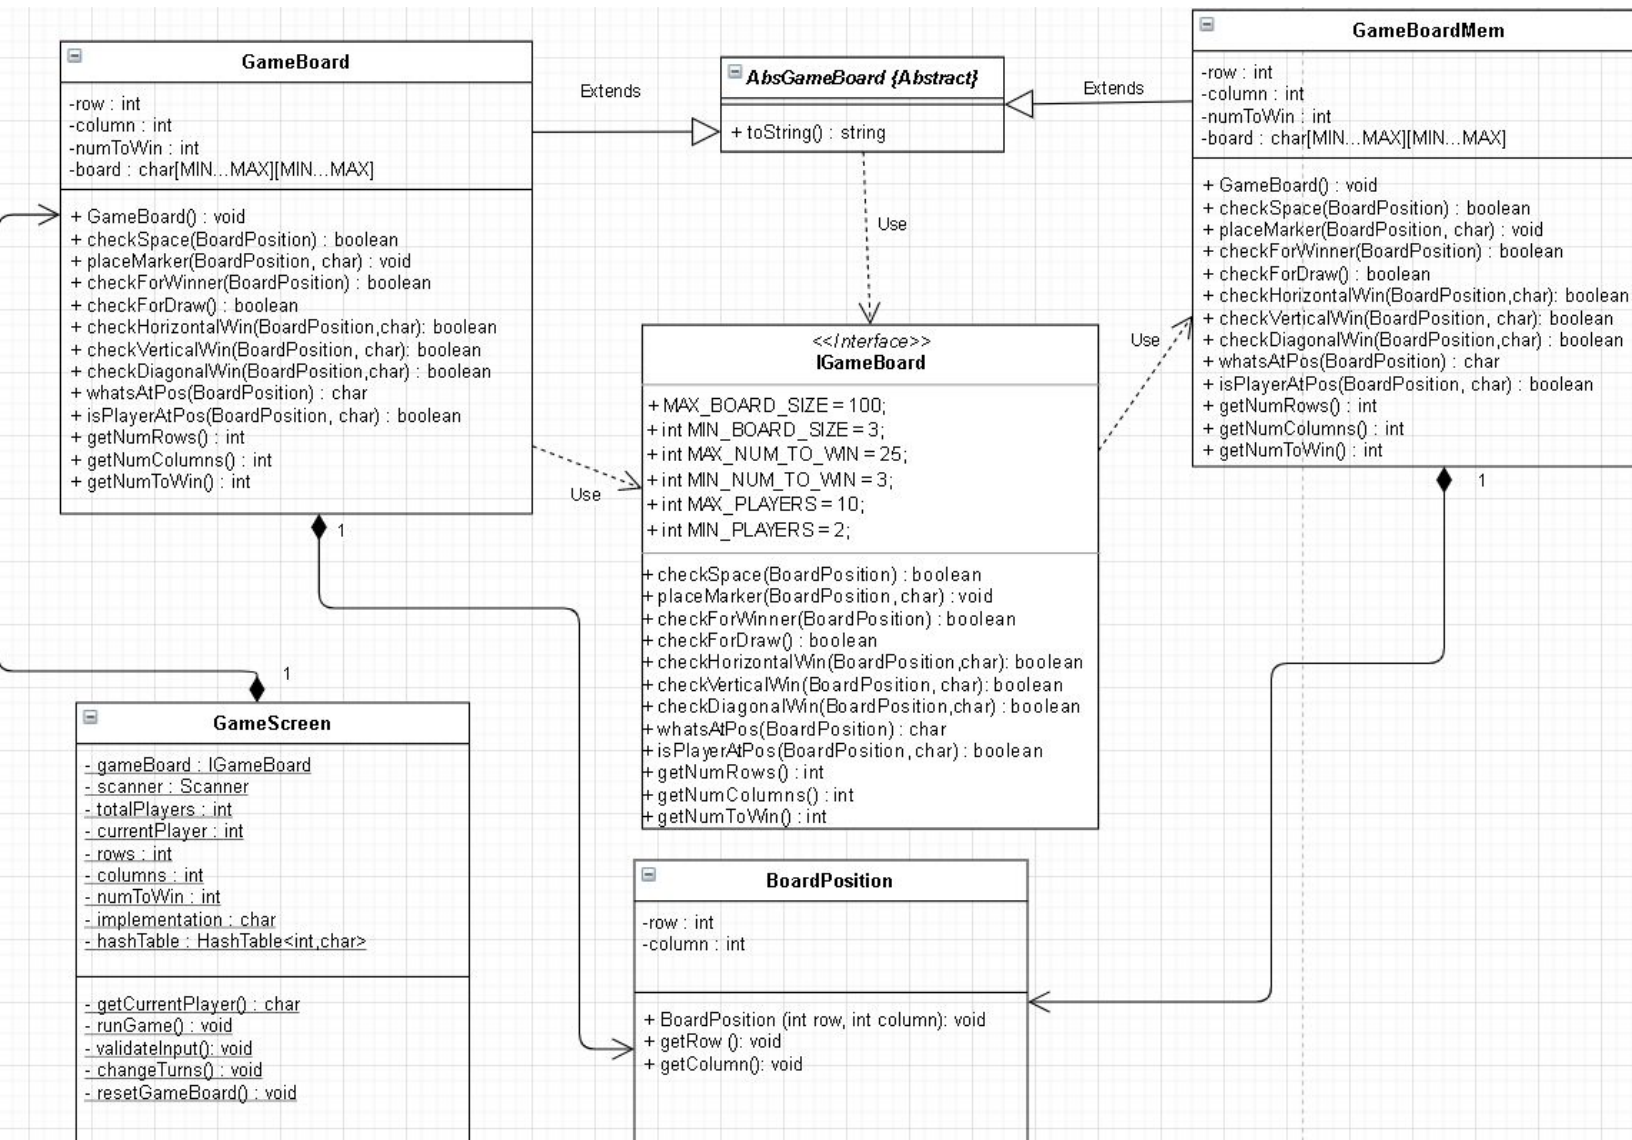 GameBoard
-row : int
-column : int
-numToWin : int
-board : char[MIN...MAX][MIN...MAX]
+ GameBoard() : void
+ checkSpace(BoardPosition) : boolean
+ placeMarker(BoardPosition, char) : void
+ checkForWinner(BoardPosition) : boolean
+ checkForDraw() : boolean
+ checkHorizontalWin(BoardPosition,char): boolean
+ checkVerticalWin(BoardPosition, char): boolean
+ checkDiagonalWin(BoardPosition,char) : boolean
+ whatsAtPos(BoardPosition) : char
+ isPlayerAtPos(BoardPosition, char) : boolean
+ getNumRows() : int
+ getNumColumns() : int
+ getNumToWin() : int
Extends
AbsGameBoard {Abstract}
+ toString() : string
Extends
GameBoardMem
-row : int
-column : int
-numToWin : int
-board : char[MIN...MAX][MIN...MAX]
+ GameBoard() : void
+ checkSpace(BoardPosition) : boolean
+ placeMarker(BoardPosition, char) : void
+ checkForWinner(BoardPosition) : boolean
+ checkForDraw() : boolean
+ checkHorizontalWin(BoardPosition,char): boolean
+ checkVerticalWin(BoardPosition, char): boolean
+ checkDiagonalWin(BoardPosition,char) : boolean
+ whatsAtPos(BoardPosition) : char
+ isPlayerAtPos(BoardPosition, char) : boolean
+ getNumRows() : int
+ getNumColumns() : int
+ getNumToWin() : int
Use
Use
Use
<<Interface>>
IGameBoard
+ MAX_BOARD_SIZE = 100;
+ int MIN_BOARD_SIZE = 3;
+ int MAX_NUM_TO_WIN = 25;
+ int MIN_NUM_TO_WIN = 3;
+ int MAX_PLAYERS = 10;
+ int MIN_PLAYERS = 2;
+ checkSpace(BoardPosition) : boolean
+ placeMarker(BoardPosition, char) : void
+ checkForWinner(BoardPosition) : boolean
+ checkForDraw() : boolean
+ checkHorizontalWin(BoardPosition,char): boolean
+ checkVerticalWin(BoardPosition, char): boolean
+ checkDiagonalWin(BoardPosition,char) : boolean
+ whatsAtPos(BoardPosition) : char
+ isPlayerAtPos(BoardPosition, char) : boolean
+ getNumRows() : int
+ getNumColumns() : int
+ getNumToWin() : int
1
1
1
GameScreen
- gameBoard : IGameBoard
- scanner : Scanner
- totalPlayers : int
- currentPlayer : int
- rows : int
- columns : int
- numToWin : int
- implementation : char
- hashTable : HashTable<int,char>
- getCurrentPlayer() : char
- runGame() : void
- validateInput(): void
- changeTurns() : void
- resetGameBoard() : void
BoardPosition
-row : int
-column : int
+ BoardPosition (int row, int column): void
+ getRow (): void
+ getColumn(): void